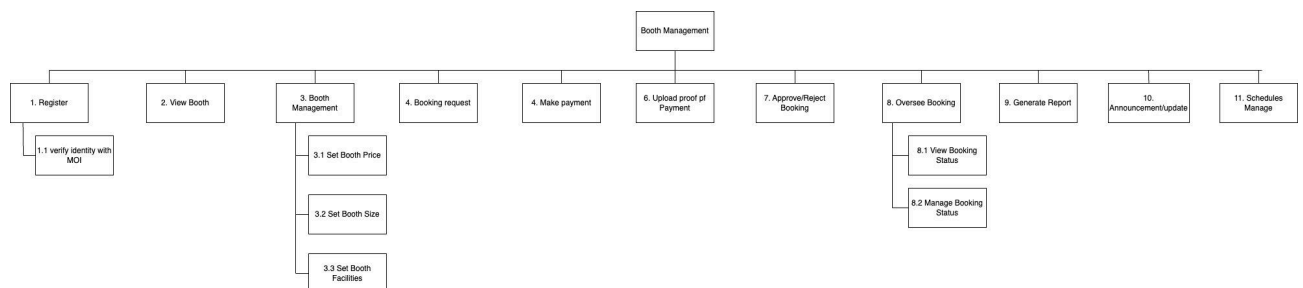 Booth Management
1. Register
2. View Booth
3. Booth
Management
4. Booking request
4. Make payment
6. Upload proof pf
Payment
7. Approve/Reject
Booking
8. Oversee Booking
9. Generate Report
10.
Announcement/update
11. Schedules
Manage
1.1 verify identity with
MOI
3.1 Set Booth Price
8.1 View Booking
Status
3.2 Set Booth Size
8.2 Manage Booking
Status
3.3 Set Booth
Facilities